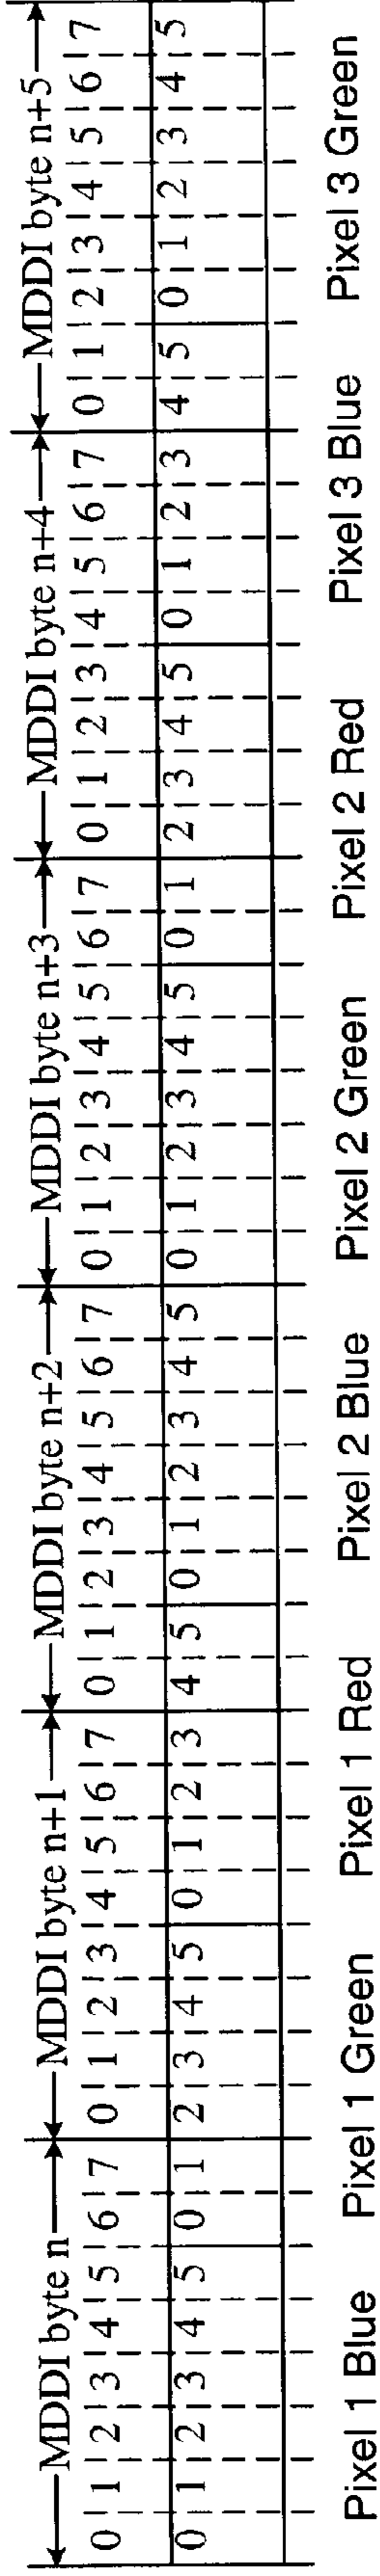 MDDI byte n MDDI byte n+1 MDDI byte n+2 MDDI byte n+3 MDDI byte n+4 MDDI byte n+5
0 1 2 3 4 5 6 7 0 1 2 3 4 5 6 7 0 1 2 3 4 5 6 7 0 1 2 3 4 5 6 7 0 1 2 3 4 5 6 7 0 1 2 3 4 5 6 7
0 1 2 3 4 5 0 1 2 3 4 5 0 1 2 3 4 5 0 1 2 3 4 5 0 1 2 3 4 5 0 1 2 3 4 5 0 1 2 3 4 5 0 1 2 3 4 5
Pixel 1 Blue Pixel 1 Green Pixel 1 Red Pixel 2 Blue Pixel 2 Green Pixel 2 Red Pixel 3 Blue Pixel 3 Green